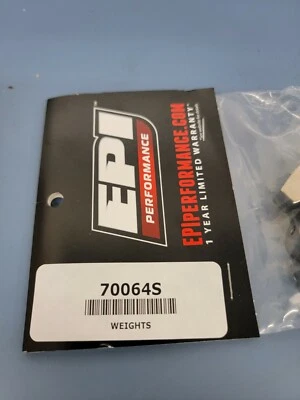 EPI
PERFORMANCE
EPIPERFORMANCE.COM
1 YEAR LIMITED WARRANTY*
70064S
WEIGHTS